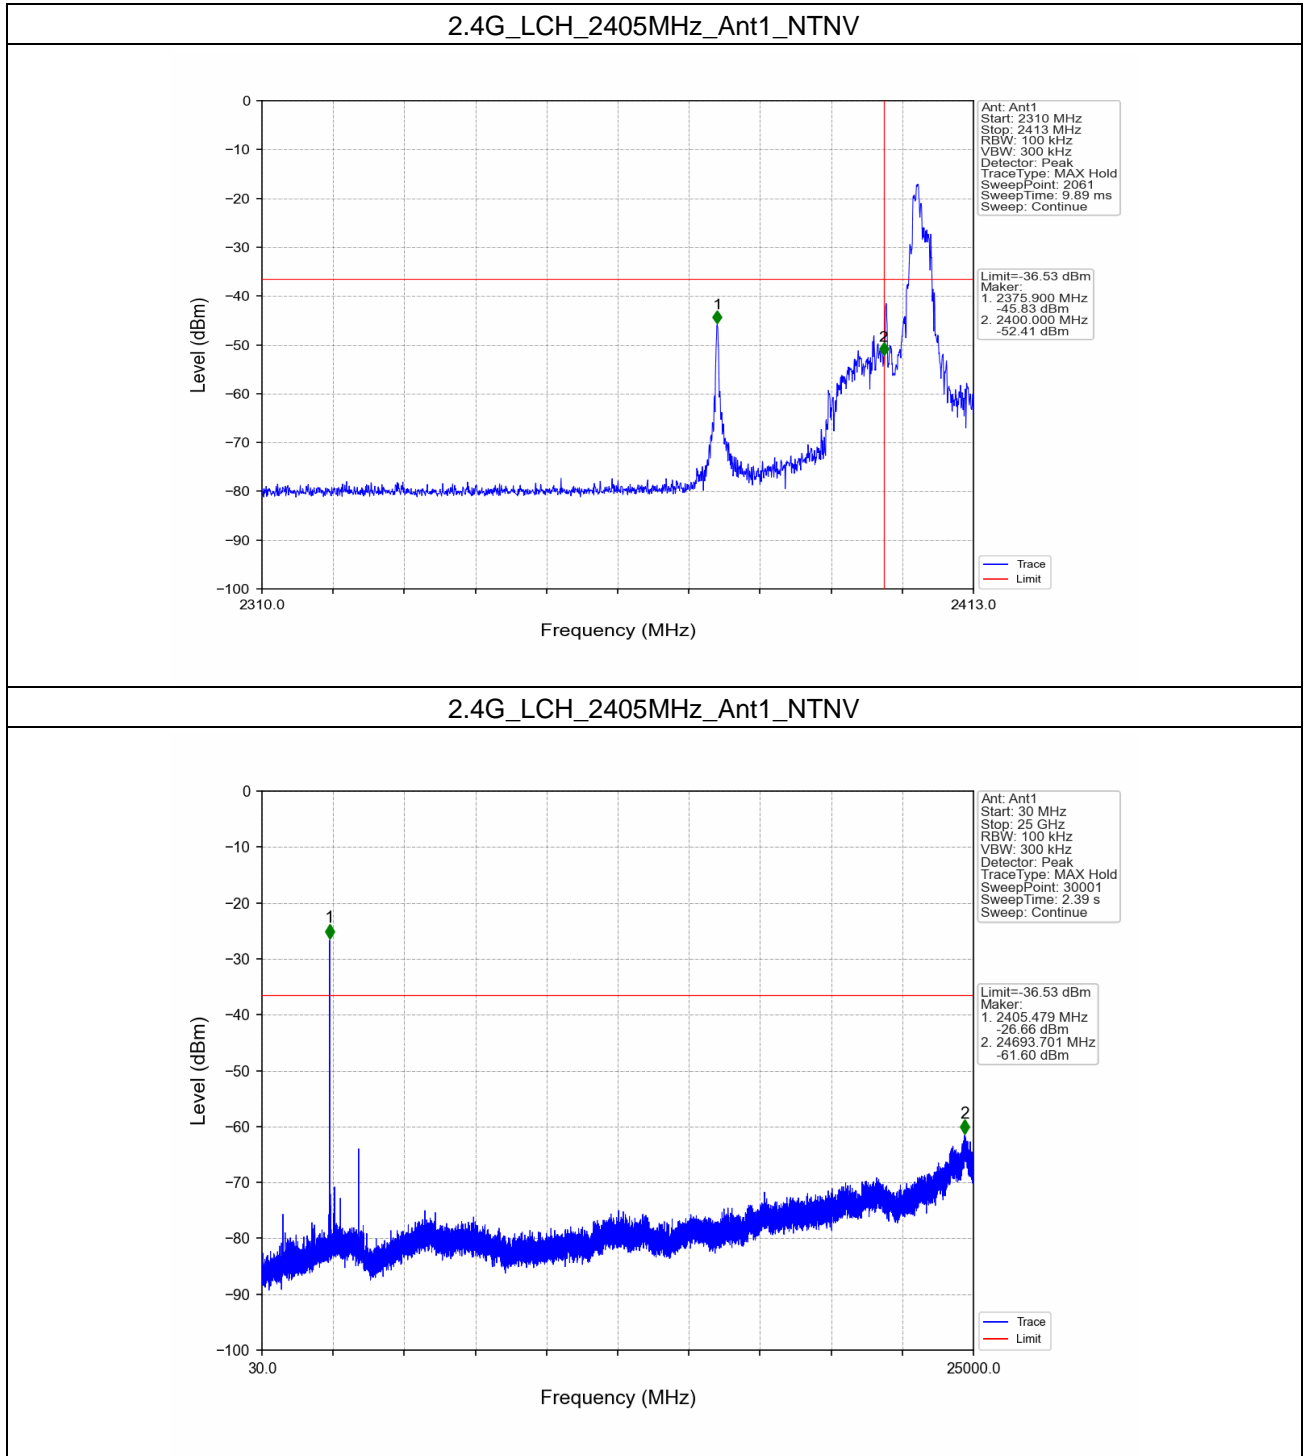 2.4G_LCH_2405MHz_Ant1_NTNV
0
−10
−20
−30
−40
−50
−60
−70
−80
−90
−100
Level (dBm)
1
2
2310.0
2413.0
Frequency (MHz)
Ant: Ant1
Start: 2310 MHz
Stop: 2413 MHz
RBW: 100 kHz
VBW: 300 kHz
Detector: Peak
TraceType: MAX Hold
SweepPoint: 2061
SweepTime: 9.89 ms
Sweep: Continue
Limit=-36.53 dBm
Maker:
1. 2375.900 MHz
-45.83 dBm
2. 2400.000 MHz
-52.41 dBm
Trace
Limit
2.4G_LCH_2405MHz_Ant1_NTNV
0
−10
−20
−30
−40
−50
−60
−70
−80
−90
−100
Level (dBm)
1
2
30.0
25000.0
Frequency (MHz)
Ant: Ant1
Start: 30 MHz
Stop: 25 GHz
RBW: 100 kHz
VBW: 300 kHz
Detector: Peak
TraceType: MAX Hold
SweepPoint: 30001
SweepTime: 2.39 s
Sweep: Continue
Limit=-36.53 dBm
Maker:
1. 2405.479 MHz
-26.66 dBm
2. 24693.701 MHz
-61.60 dBm
Trace
Limit